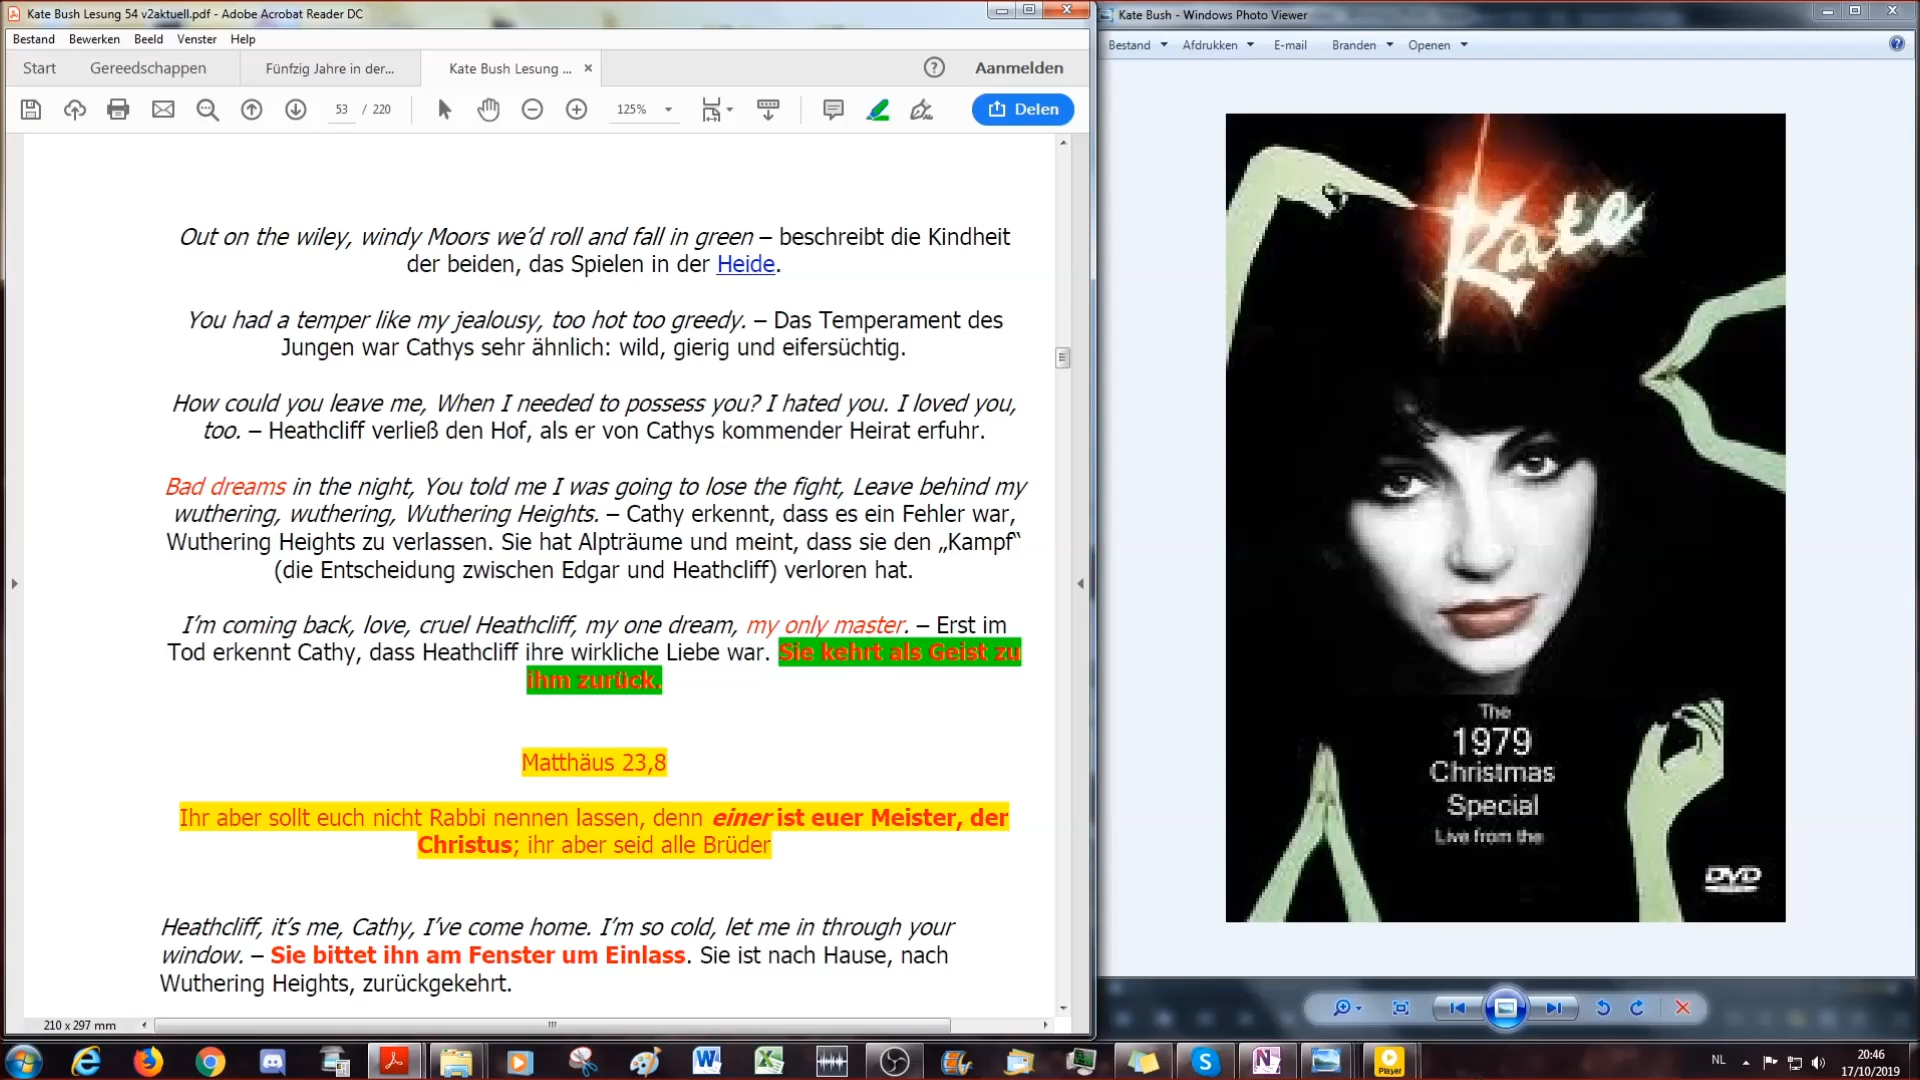 Kate Bush Lesung 54 v2aktuell.pdf - Adobe Acrobat Reader DC
Bestand Bewerken Beeld Venster Help
Start Gereedschappen Fünfzig Jahre in der... Kate Bush Lesung ... Aanmelden
53 / 220 125% Delen
Out on the wiley, windy Moors we’d roll and fall in green – beschreibt die Kindheit
der beiden, das Spielen in der Heide.
You had a temper like my jealousy, too hot too greedy. – Das Temperament des
Jungen war Cathys sehr ähnlich: wild, gierig und eifersüchtig.
How could you leave me, When I needed to possess you? I hated you. I loved you,
too. – Heathcliff verließ den Hof, als er von Cathys kommender Heirat erfuhr.
Bad dreams in the night, You told me I was going to lose the fight, Leave behind my
wuthering, wuthering, Wuthering Heights. – Cathy erkennt, dass es ein Fehler war,
Wuthering Heights zu verlassen. Sie hat Alpträume und meint, dass sie den „Kampf“
(die Entscheidung zwischen Edgar und Heathcliff) verloren hat.
I’m coming back, love, cruel Heathcliff, my one dream, my only master. – Erst im
Tod erkennt Cathy, dass Heathcliff ihre wirkliche Liebe war. Sie kehrt als Geist zu
ihm zurück.
Matthäus 23,8
Ihr aber sollt euch nicht Rabbi nennen lassen, denn einer ist euer Meister, der
Christus; ihr aber seid alle Brüder
Heathcliff, it’s me, Cathy, I’ve come home. I’m so cold, let me in through your
window. – Sie bittet ihn am Fenster um Einlass. Sie ist nach Hause, nach
Wuthering Heights, zurückgekehrt.
210 x 297 mm
Kate Bush - Windows Photo Viewer
Bestand Afdrukken E-mail Branden Openen
Kate
The
1979
Christmas
Special
Live from the
DVD
Player
NL
20:46
17/10/2019